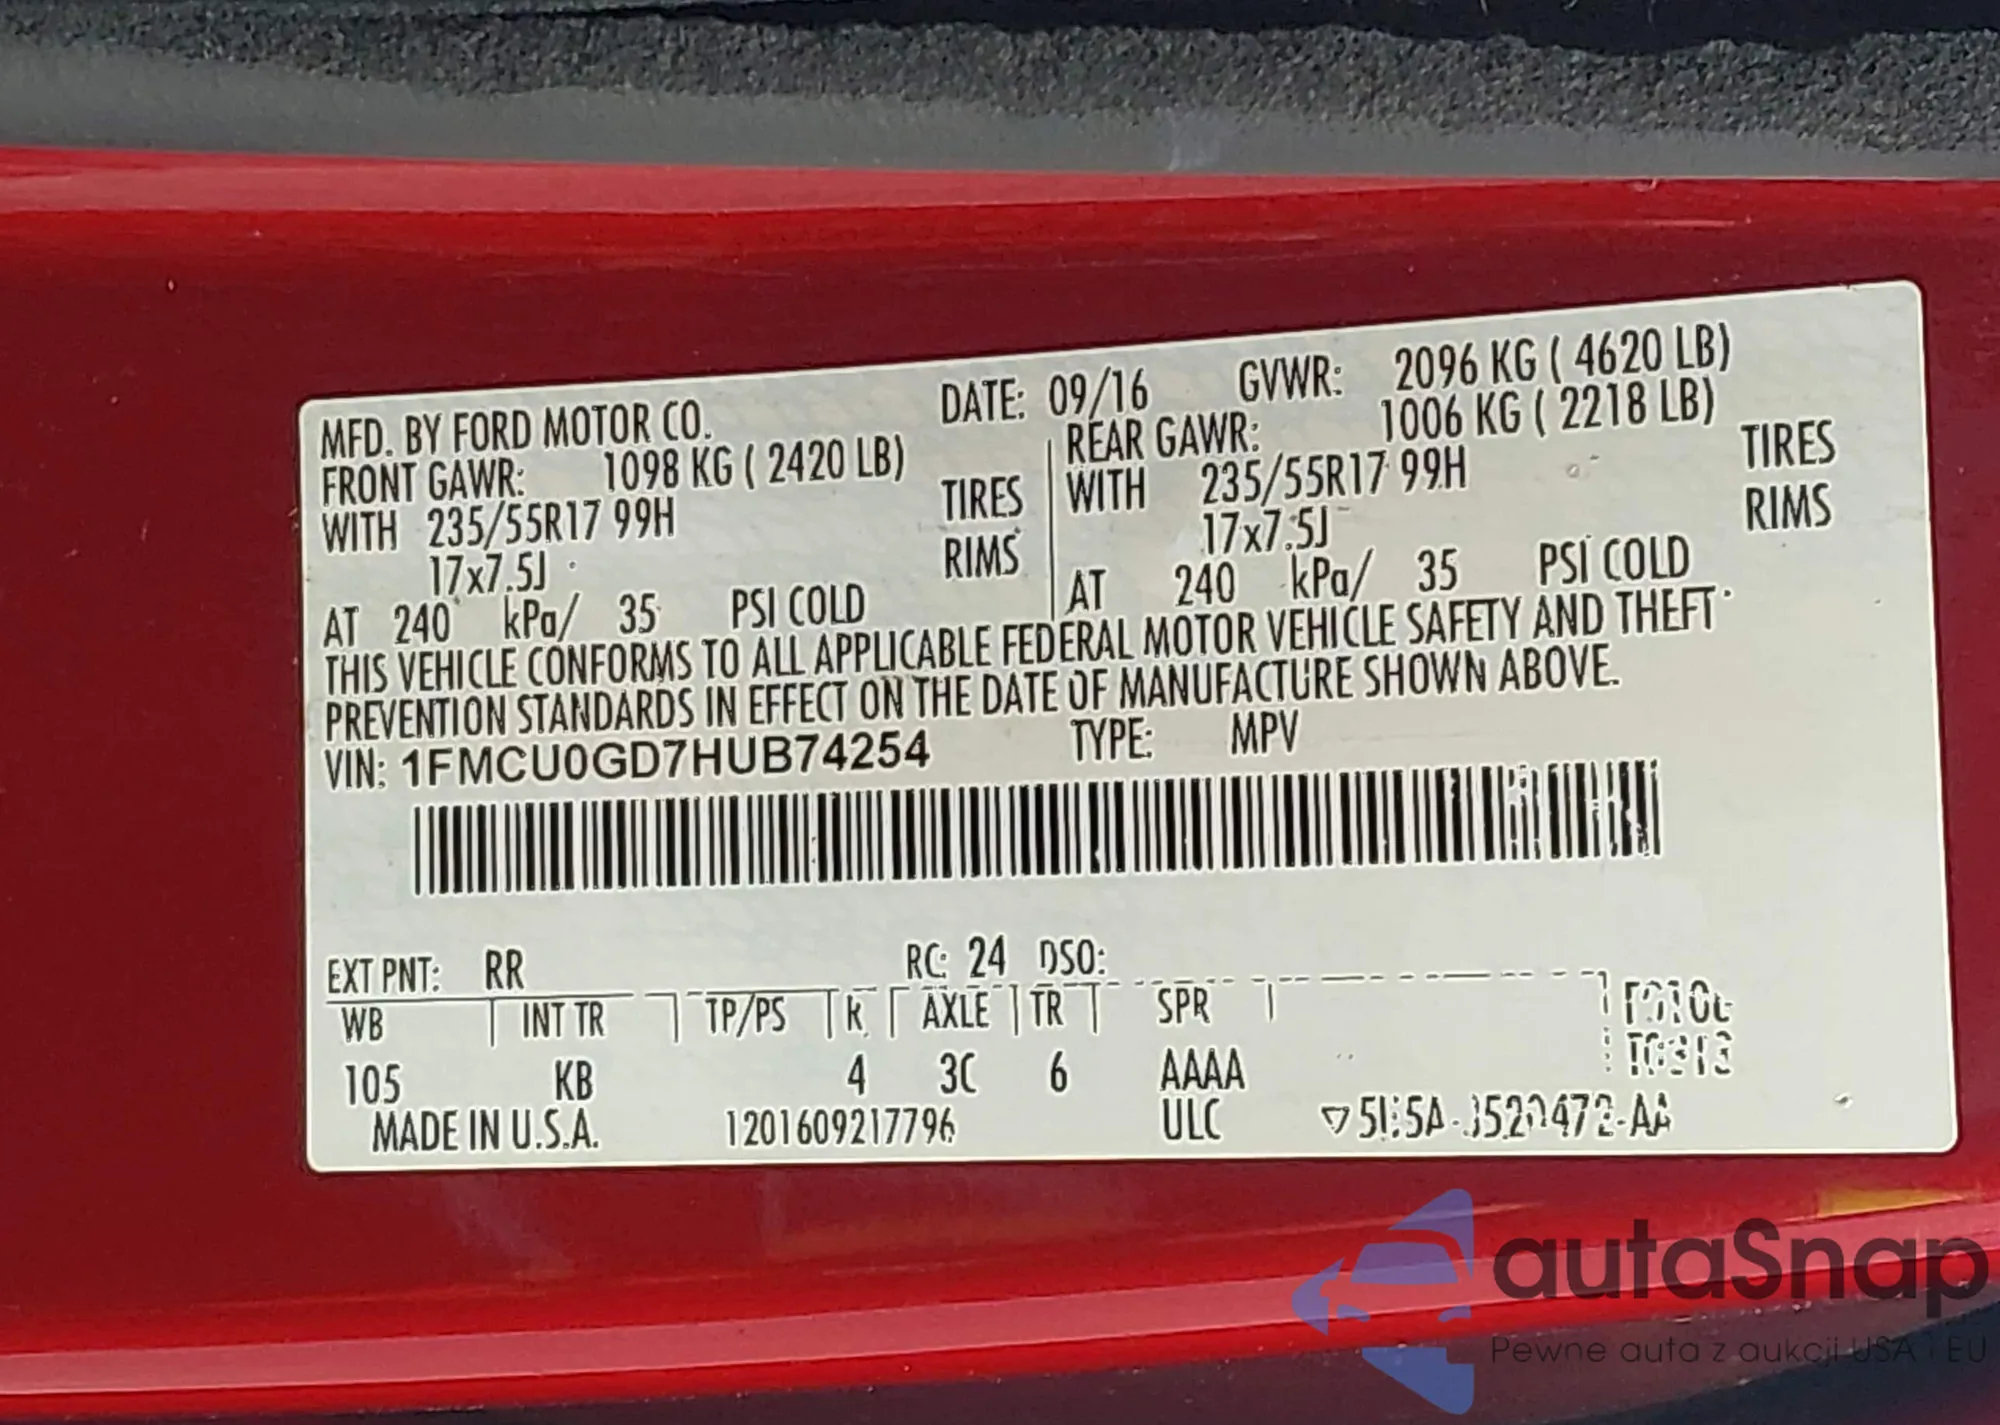 MFD. BY FORD MOTOR CO. DATE: 09/16 GVWR: 2096 KG ( 4620 LB)
FRONT GAWR: 1098 KG ( 2420 LB) REAR GAWR: 1006 KG ( 2218 LB)
WITH 235/55R17 99H TIRES WITH 235/55R17 99H TIRES
17x7.5J RIMS 17x7.5J RIMS
AT 240 kPa/ 35 PSI COLD AT 240 kPa/ 35 PSI COLD
THIS VEHICLE CONFORMS TO ALL APPLICABLE FEDERAL MOTOR VEHICLE SAFETY AND THEFT
PREVENTION STANDARDS IN EFFECT ON THE DATE OF MANUFACTURE SHOWN ABOVE.
VIN: 1FMCU0GD7HUB74254 TYPE: MPV
EXT PNT: RR RC: 24 DSO:
WB INT TR TP/PS R AXLE TR SPR
105 KB 4 3C 6 AAAA
MADE IN U.S.A. 1201609217796 ULC
autaSnap
Pewne auta z aukcji USA i EU